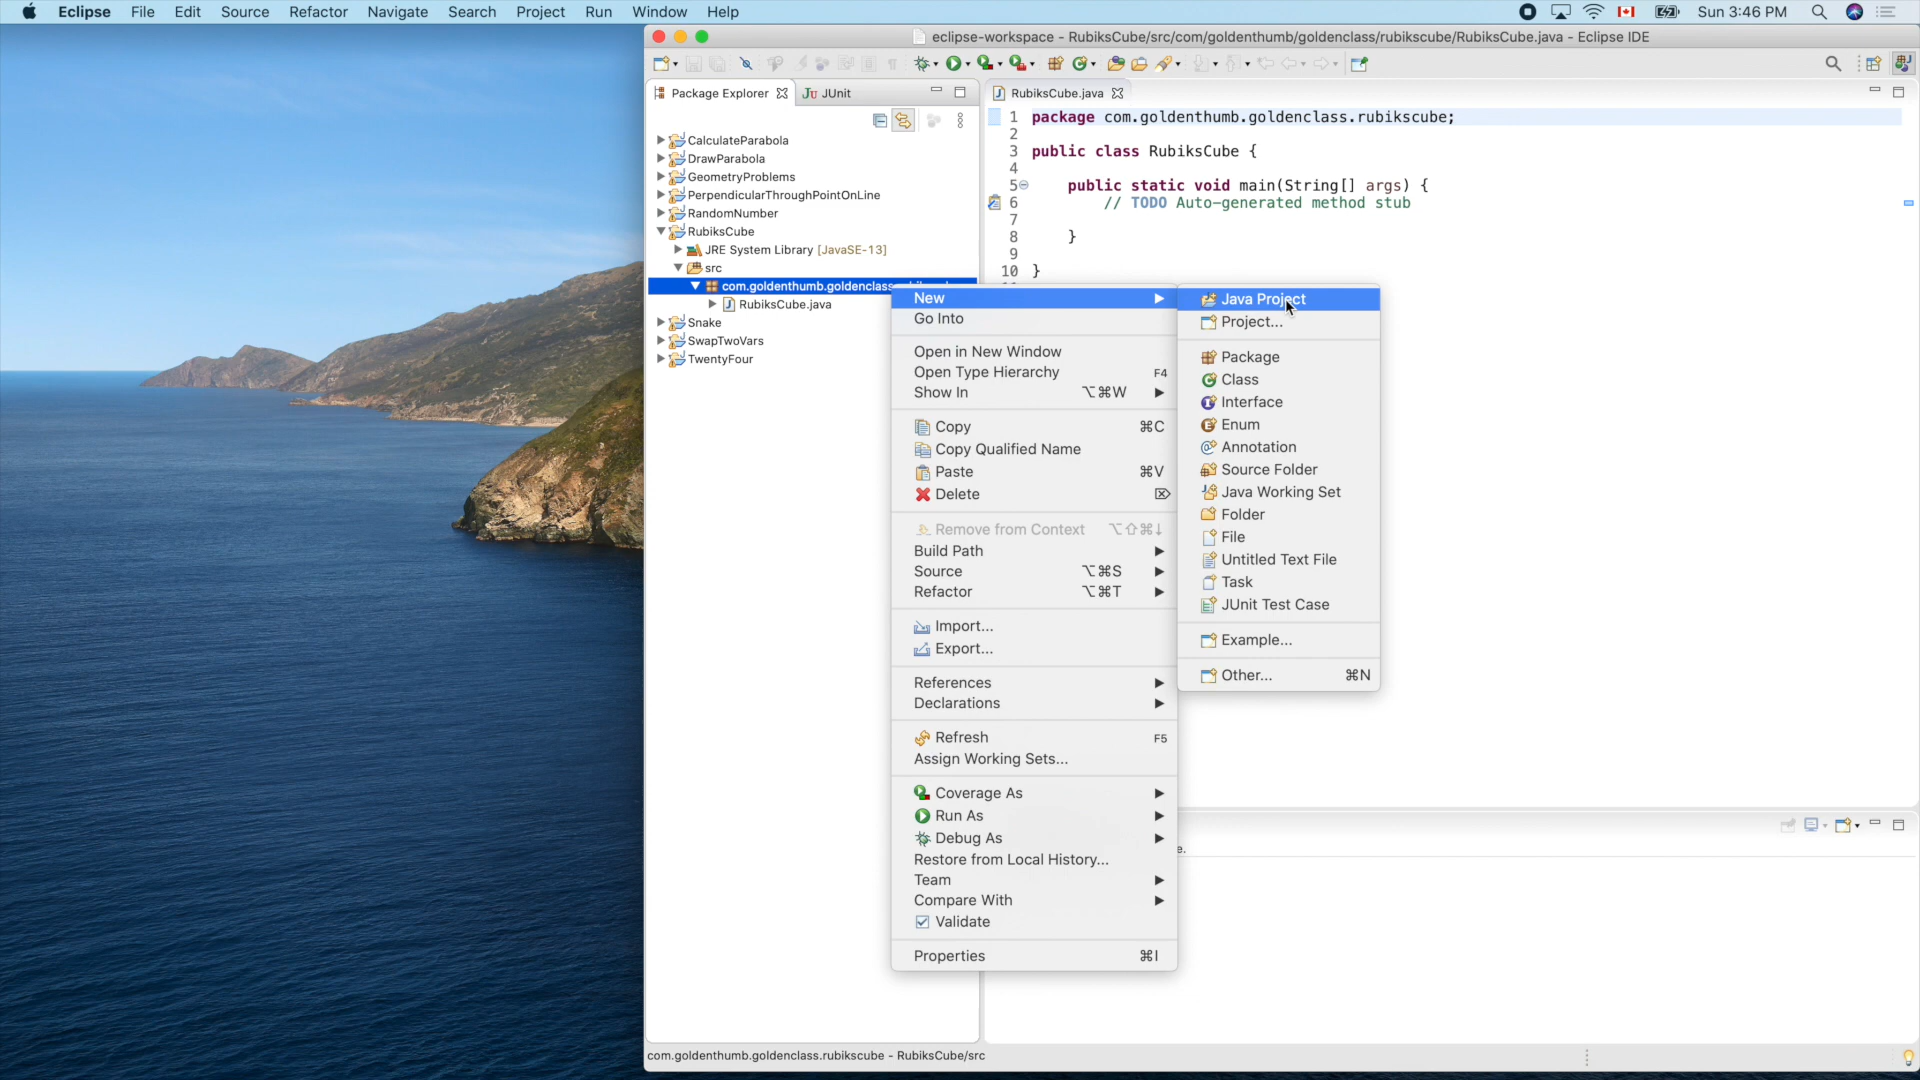 Eclipse File Edit Source Refactor Navigate Search Project Run Window Help Sun 3:46 PM
eclipse-workspace - RubiksCube/src/com/goldenthumb/goldenclass/rubikscube/RubiksCube.java - Eclipse IDE
Package Explorer JUnit
RubiksCube.java
CalculateParabola
DrawParabola
GeometryProblems
PerpendicularThroughPointOnLine
RandomNumber
RubiksCube
JRE System Library [JavaSE-13]
src
com.goldenthumb.goldenclass
RubiksCube.java
Snake
SwapTwoVars
TwentyFour
1 package com.goldenthumb.goldenclass.rubikscube;
2
3 public class RubiksCube {
4
5 public static void main(String[] args) {
6 // TODO Auto-generated method stub
7
8 }
9
10 }
New
Go Into
Open in New Window
Open Type Hierarchy F4
Show In ⌥⌘W
Copy ⌘C
Copy Qualified Name
Paste ⌘V
Delete ⌦
Remove from Context ⌥⇧⌘↓
Build Path
Source ⌥⌘S
Refactor ⌥⌘T
Import...
Export...
References
Declarations
Refresh F5
Assign Working Sets...
Coverage As
Run As
Debug As
Restore from Local History...
Team
Compare With
Validate
Properties ⌘I
Java Project
Project...
Package
Class
Interface
Enum
Annotation
Source Folder
Java Working Set
Folder
File
Untitled Text File
Task
JUnit Test Case
Example...
Other... ⌘N
e.
com.goldenthumb.goldenclass.rubikscube - RubiksCube/src